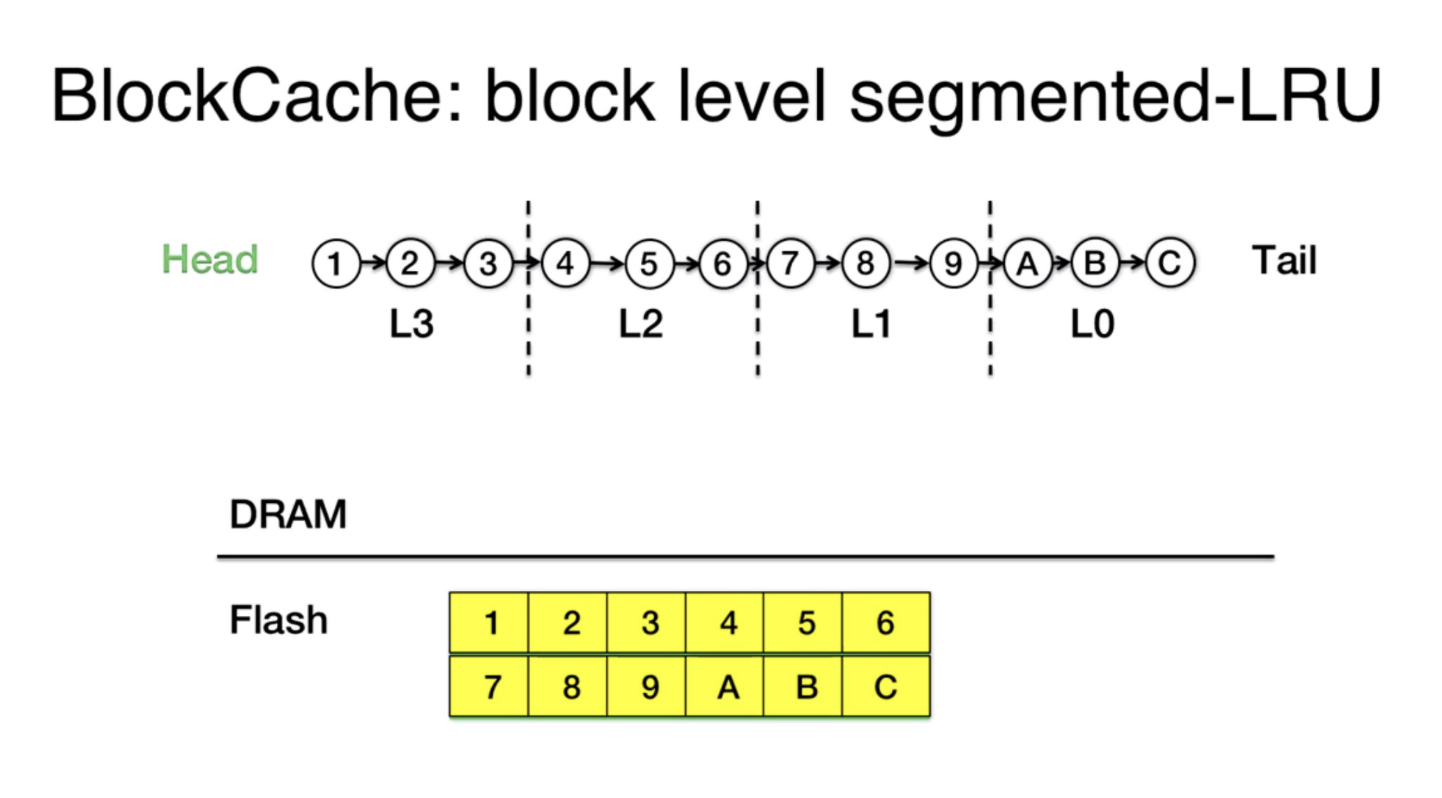 BlockCache: block level segmented-LRU
Head 1 2 3 4 5 6 7 8 9 A B C Tail
L3 L2 L1 L0
DRAM
Flash 1 2 3 4 5 6
7 8 9 A B C